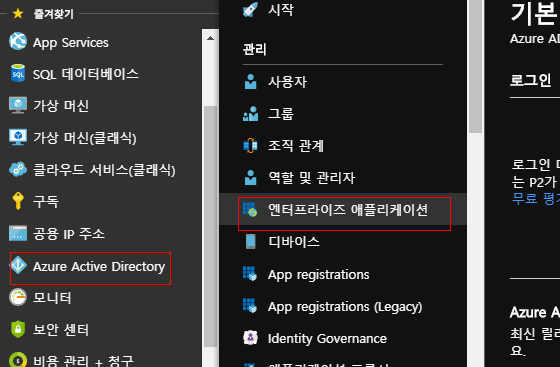 즐겨찾기
App Services
SQL 데이터베이스
가상 머신
가상 머신(클래식)
클라우드 서비스(클래식)
구독
공용 IP 주소
Azure Active Directory
모니터
보안 센터
비용 관리 + 청구
시작
관리
사용자
그룹
조직 관계
역할 및 관리자
엔터프라이즈 애플리케이션
디바이스
App registrations
App registrations (Legacy)
Identity Governance
기본
Azure AD
로그인
로그인 
는 P2가
무료 평가
Azure A
최신 릴리
요.